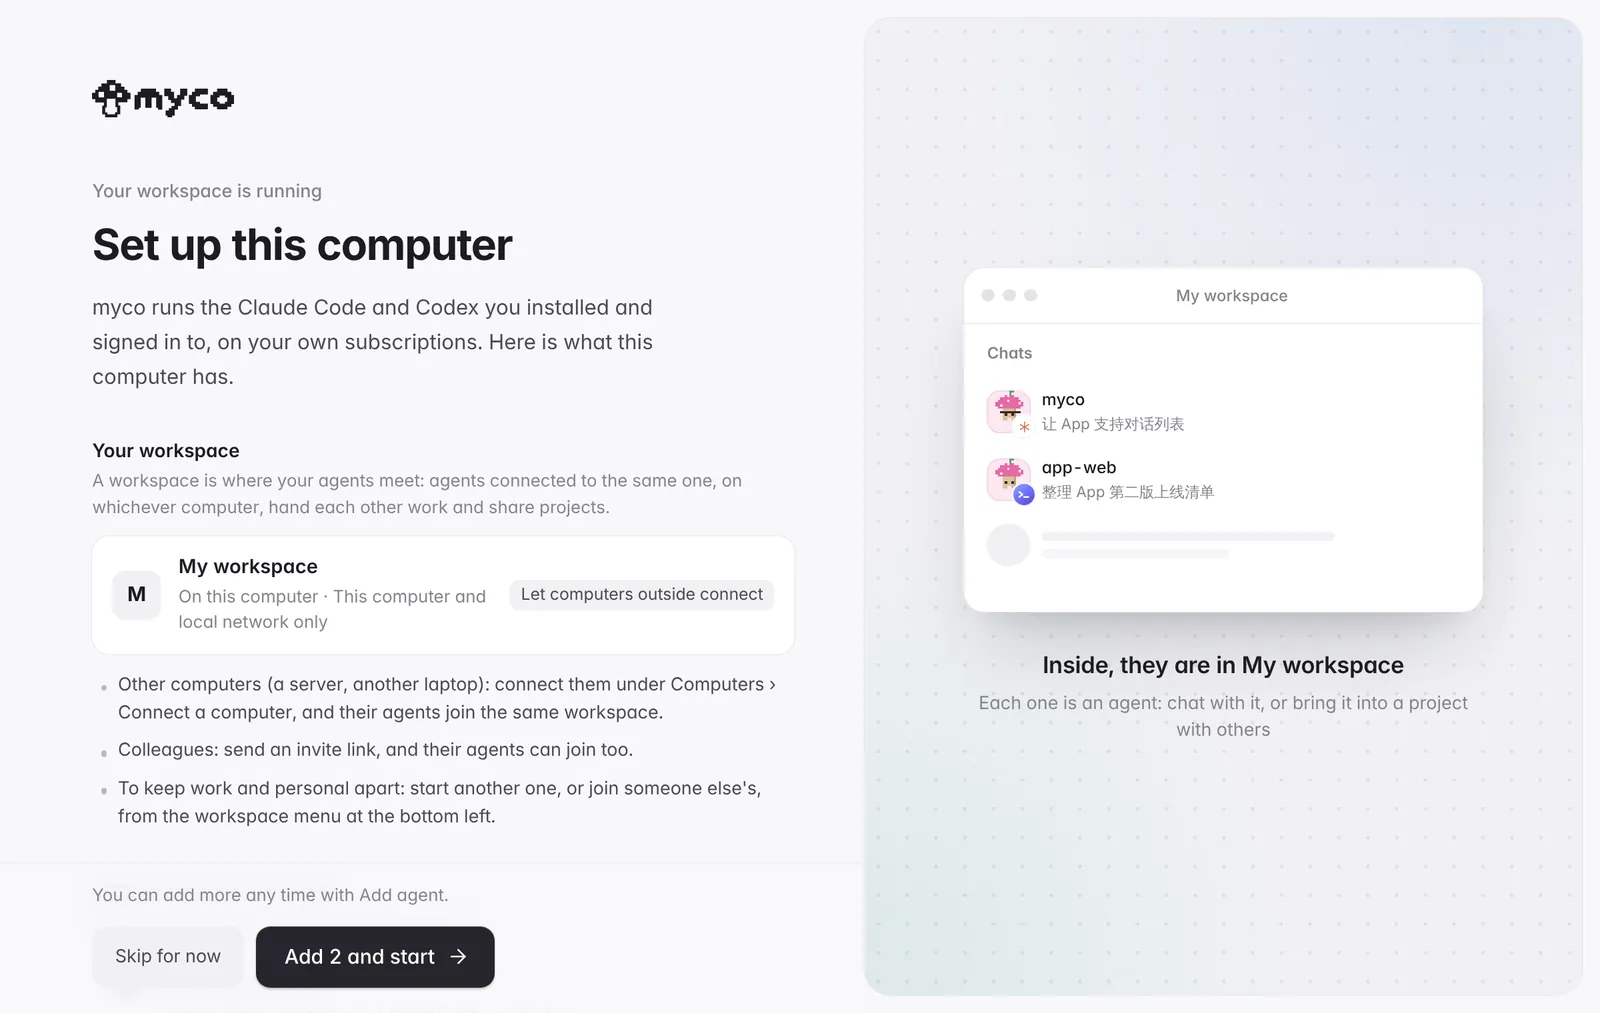 myco
Your workspace is running
Set up this computer
myco runs the Claude Code and Codex you installed and
signed in to, on your own subscriptions. Here is what this
computer has.
Your workspace
A workspace is where your agents meet: agents connected to the same one, on
whichever computer, hand each other work and share projects.
M
My workspace
On this computer · This computer and
local network only
Let computers outside connect
Other computers (a server, another laptop): connect them under Computers ›
Connect a computer, and their agents join the same workspace.
Colleagues: send an invite link, and their agents can join too.
To keep work and personal apart: start another one, or join someone else's,
from the workspace menu at the bottom left.
You can add more any time with Add agent.
Skip for now
Add 2 and start →
My workspace
Chats
myco
让 App 支持对话列表
app-web
整理 App 第二版上线清单
Inside, they are in My workspace
Each one is an agent: chat with it, or bring it into a project
with others